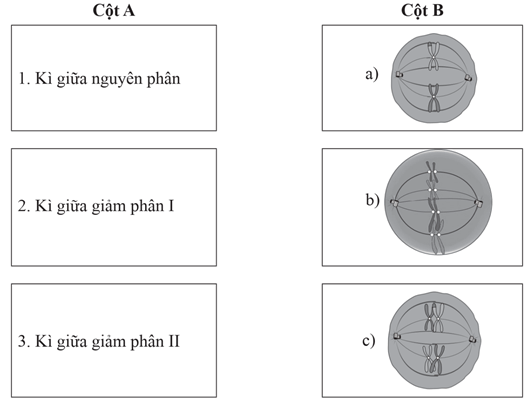 Cột A
Cột B
1. Kì giữa nguyên phân
a)
2. Kì giữa giảm phân I
b)
3. Kì giữa giảm phân II
c)